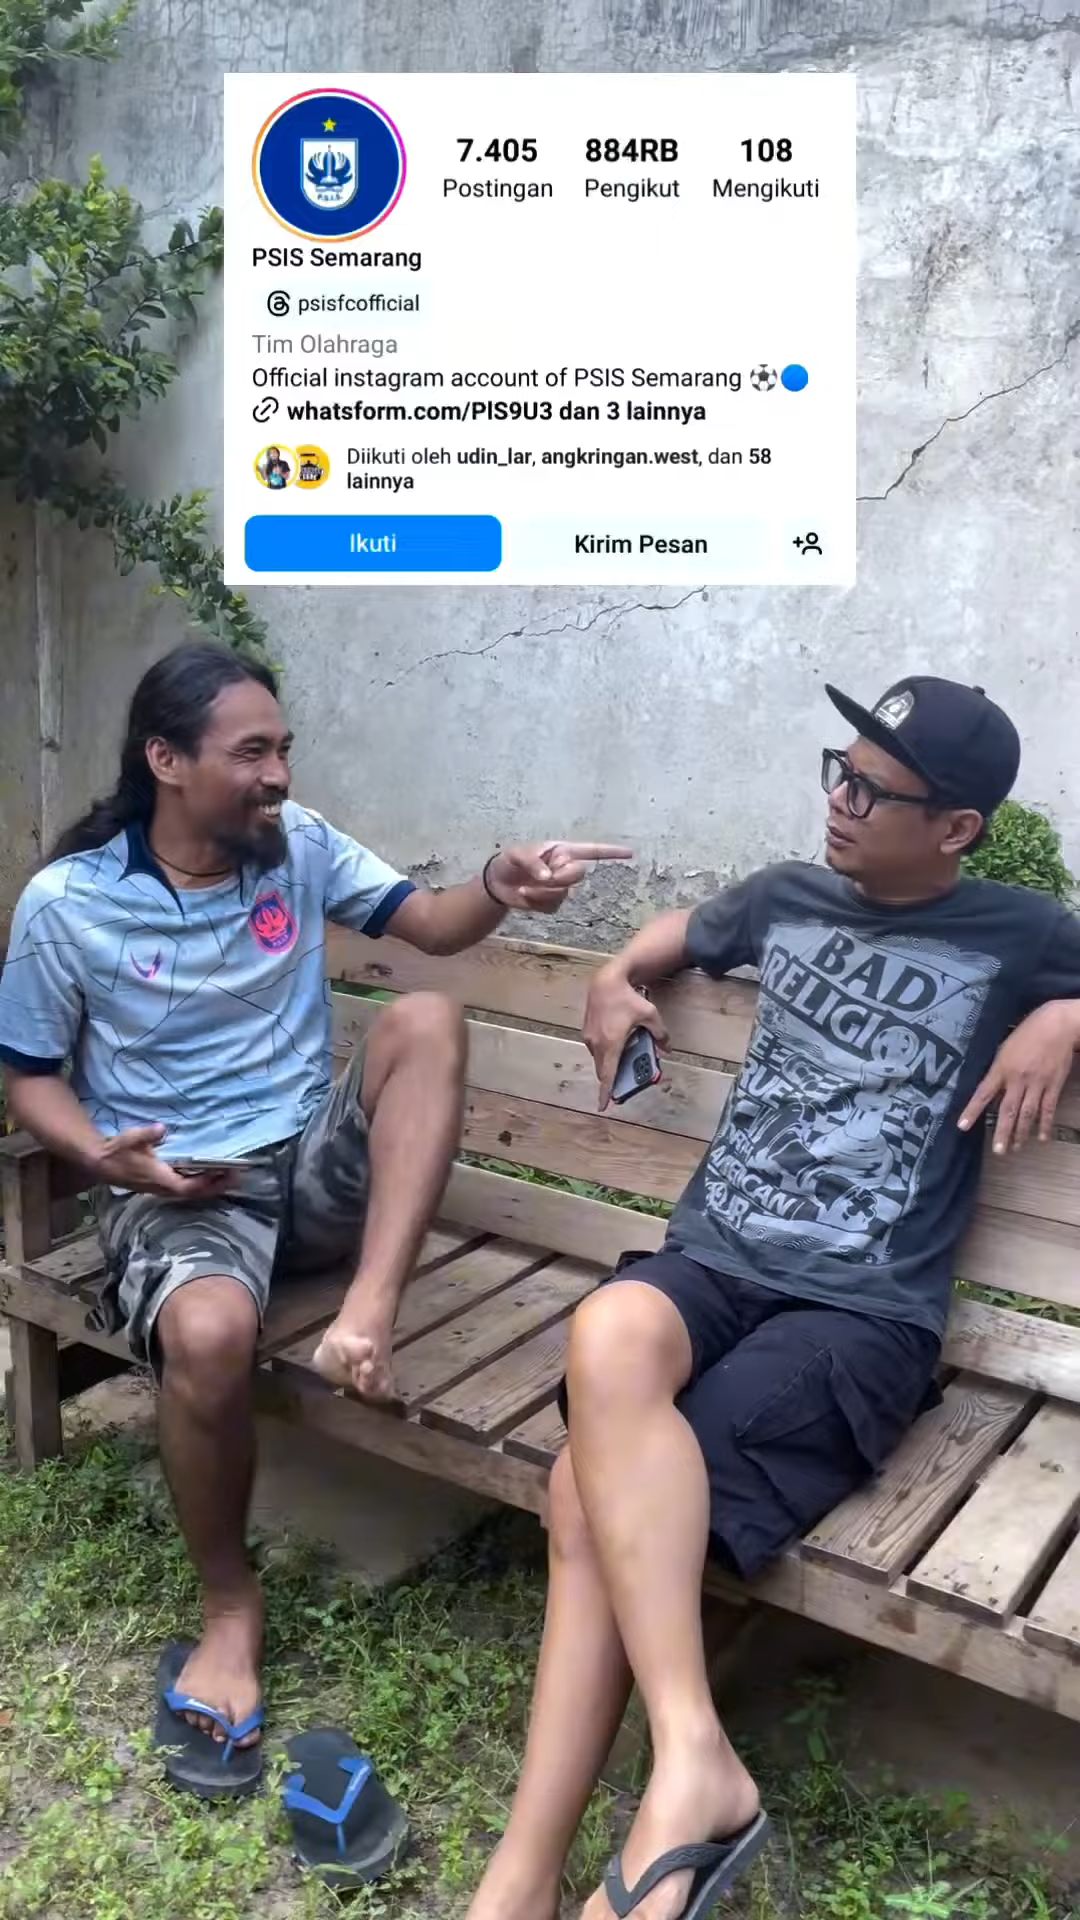 7.405 884RB 108
Postingan Pengikut Mengikuti
P.S.I.S.
PSIS Semarang
psisfcofficial
Tim Olahraga
Official instagram account of PSIS Semarang
whatsform.com/PlS9U3 dan 3 lainnya
Diikuti oleh udin_lar, angkringan.west, dan 58
lainnya
Ikuti Kirim Pesan
P.S.I.S
BAD
RELIGION